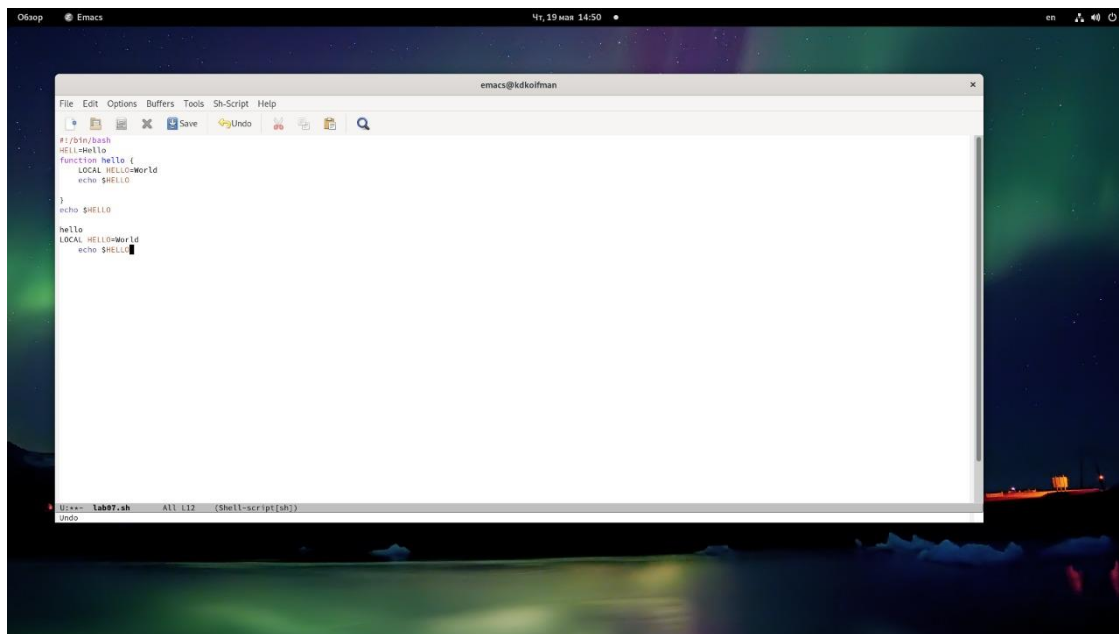 Обзор Emacs Чт, 19 мая 14:50 en
emacs@kdkoifman
File Edit Options Buffers Tools Sh-Script Help
Save Undo
#!/bin/bash
HELL=Hello
function hello {
    LOCAL HELLO=World
    echo $HELLO

}
echo $HELLO

hello
LOCAL HELLO=World
    echo $HELLO
U:**- lab07.sh All L12 (Shell-script[sh])
Undo